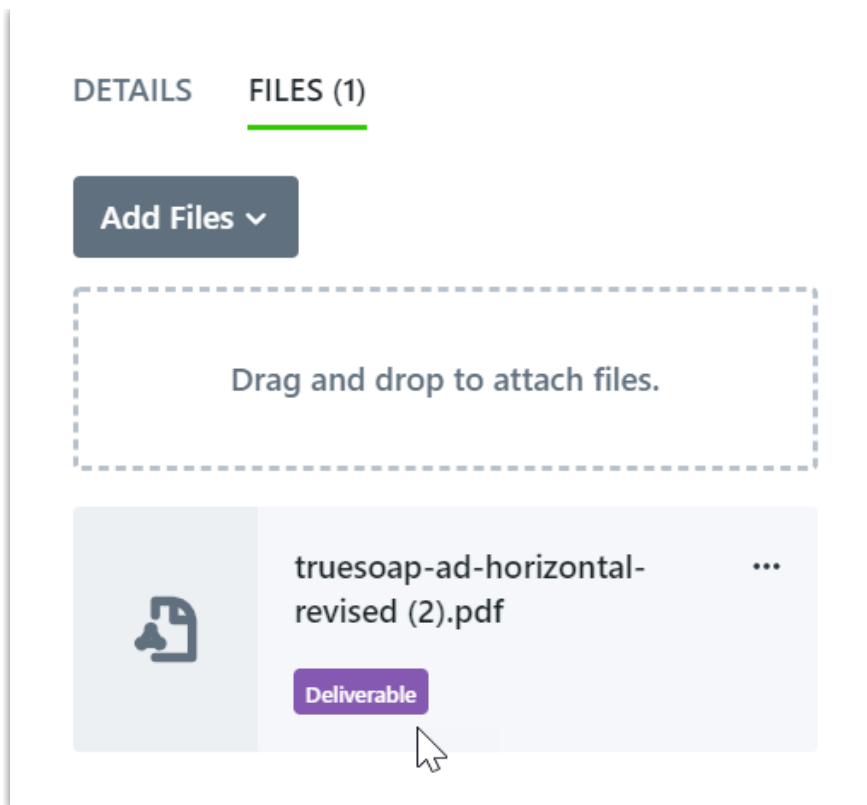 DETAILS FILES (1)
Add Files
Drag and drop to attach files.
truesoap-ad-horizontal-
revised (2).pdf
Deliverable